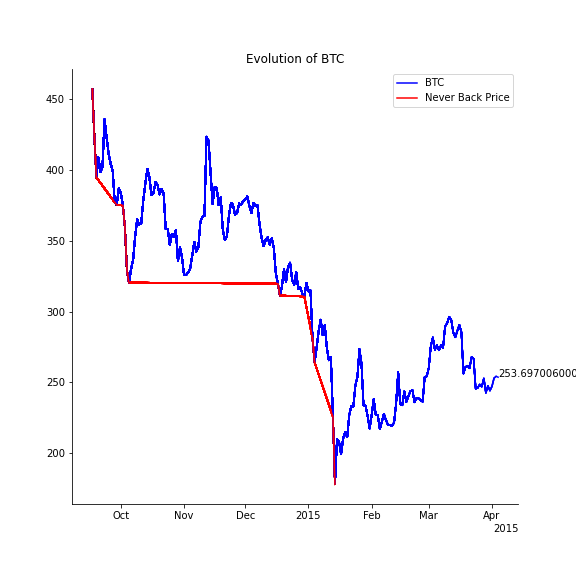 Evolution of BTC
BTC
Never Back Price
450
400
350
300
250
200
253.697006000
Oct
Nov
Dec
2015
Feb
Mar
Apr
2015